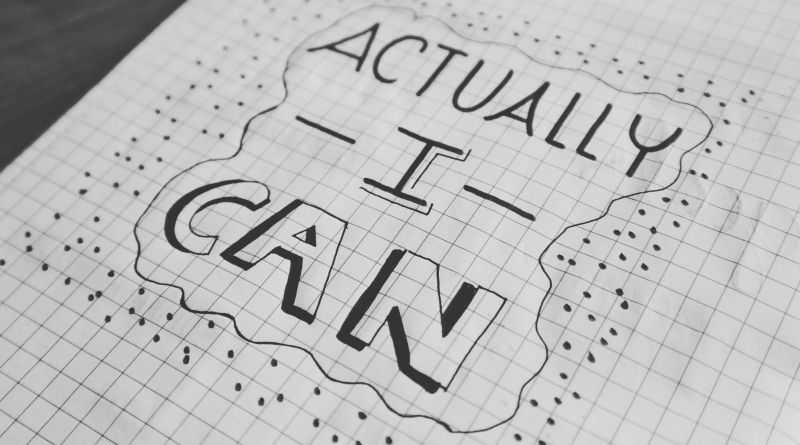 ACTUALLY
– I –
CAN